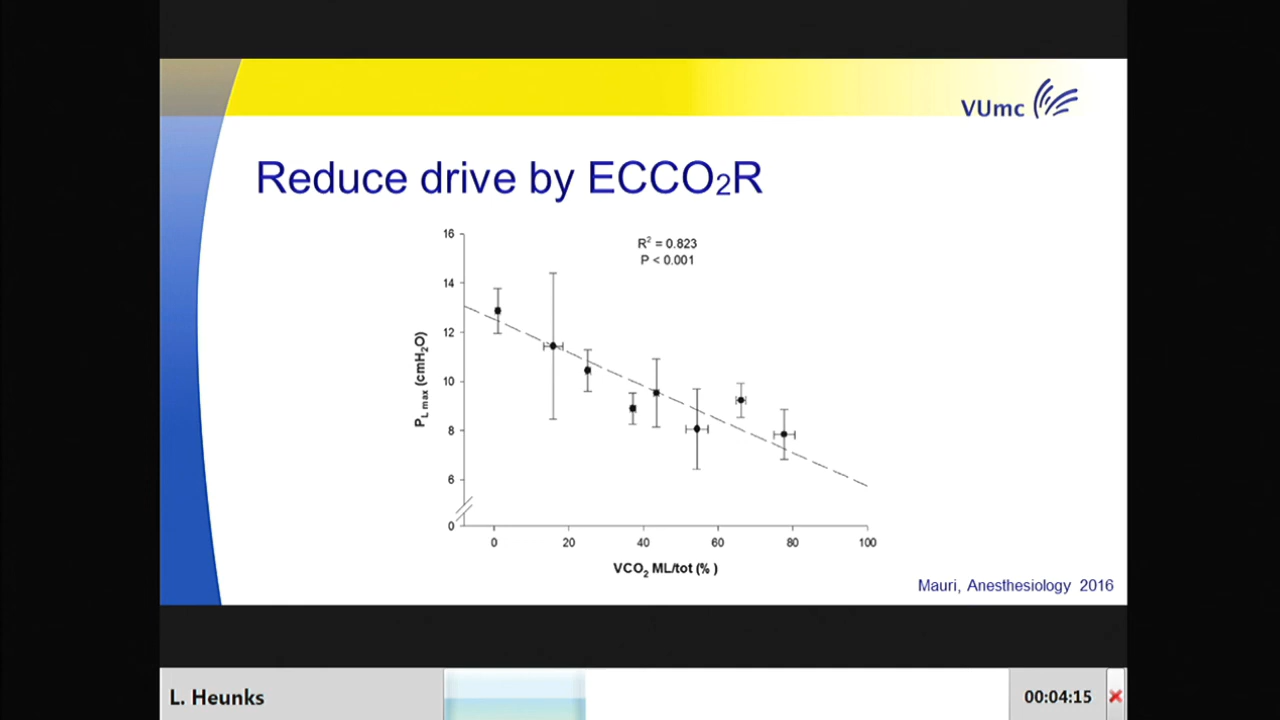 VUmc
Reduce drive by ECCO₂R
R² = 0.823
P < 0.001
16
14
12
10
8
6
0
P_L max (cmH₂O)
0 20 40 60 80 100
VCO₂ ML/tot (% )
Mauri, Anesthesiology 2016
L. Heunks
00:04:15